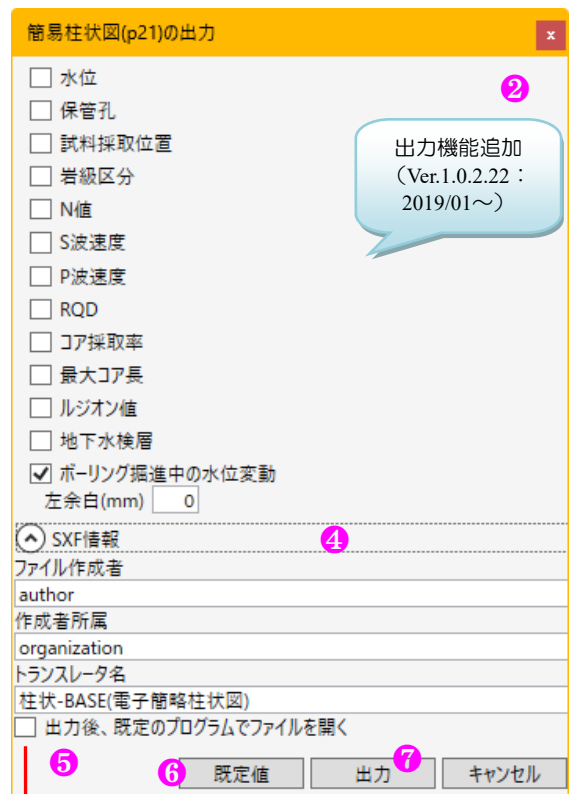 簡易柱状図(p21)の出力
x
水位
❷
保管孔
試料採取位置
岩級区分
N値
S波速度
P波速度
RQD
コア採取率
最大コア長
ルジオン値
地下水検層
ボーリング掘進中の水位変動
左余白(mm) 0
出力機能追加
（Ver.1.0.2.22：
2019/01～）
SXF情報
❹
ファイル作成者
author
作成者所属
organization
トランスレータ名
柱状-BASE(電子簡略柱状図)
出力後、既定のプログラムでファイルを開く
❺
❻ 既定値 出力 ❼ キャンセル